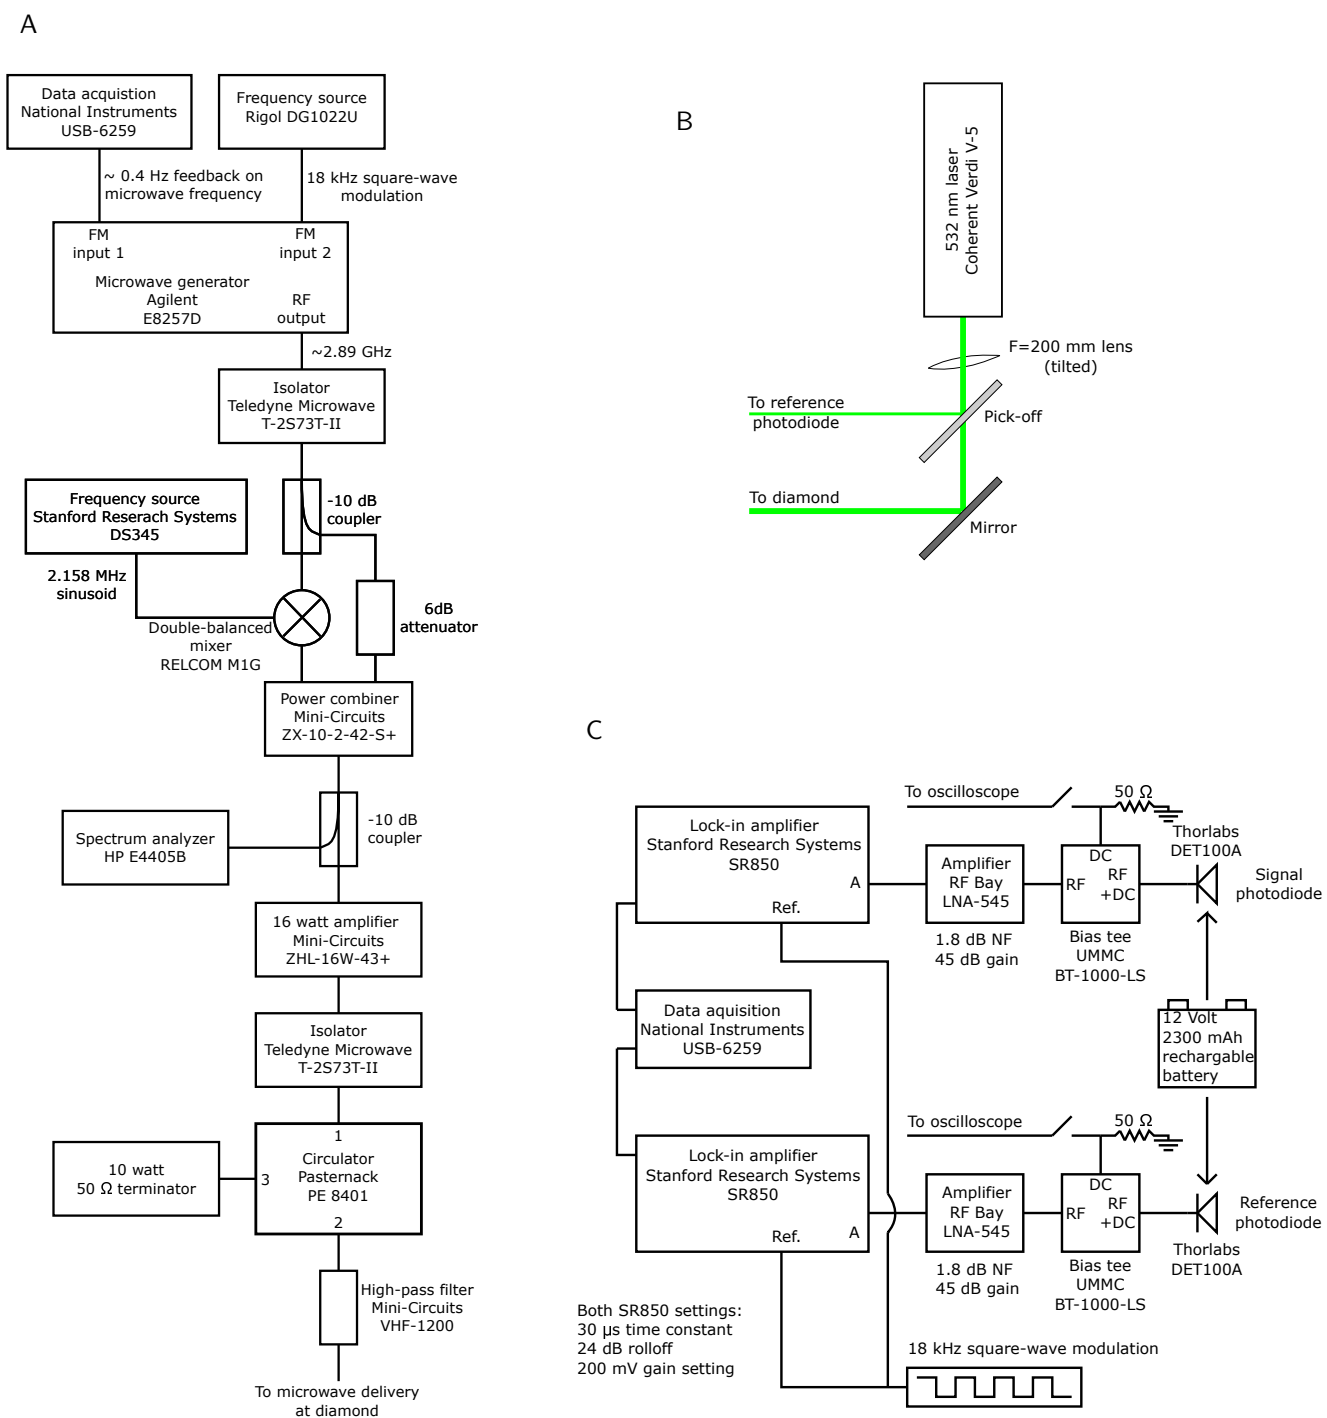 A
Data acquistion
National Instruments
USB-6259
Frequency source
Rigol DG1022U
~ 0.4 Hz feedback on
microwave frequency
18 kHz square-wave
modulation
FM
input 1
FM
input 2
Microwave generator
Agilent
E8257D
RF
output
~2.89 GHz
Isolator
Teledyne Microwave
T-2S73T-II
Frequency source
Stanford Reserach Systems
DS345
-10 dB
coupler
2.158 MHz
sinusoid
6dB
attenuator
Double-balanced
mixer
RELCOM M1G
Power combiner
Mini-Circuits
ZX-10-2-42-S+
Spectrum analyzer
HP E4405B
-10 dB
coupler
16 watt amplifier
Mini-Circuits
ZHL-16W-43+
Isolator
Teledyne Microwave
T-2S73T-II
10 watt
50 Ω terminator
1
Circulator
Pasternack
PE 8401
3
2
High-pass filter
Mini-Circuits
VHF-1200
To microwave delivery
at diamond
B
532 nm laser
Coherent Verdi V-5
F=200 mm lens
(tilted)
To reference
photodiode
Pick-off
To diamond
Mirror
C
Lock-in amplifier
Stanford Research Systems
SR850
A
Ref.
To oscilloscope
50 Ω
Amplifier
RF Bay
LNA-545
1.8 dB NF
45 dB gain
DC
RF
RF
+DC
Bias tee
UMMC
BT-1000-LS
Thorlabs
DET100A
Signal
photodiode
Data aquisition
National Instruments
USB-6259
12 Volt
2300 mAh
rechargable
battery
Lock-in amplifier
Stanford Research Systems
SR850
A
Ref.
To oscilloscope
50 Ω
Amplifier
RF Bay
LNA-545
1.8 dB NF
45 dB gain
DC
RF
RF
+DC
Bias tee
UMMC
BT-1000-LS
Reference
photodiode
Thorlabs
DET100A
Both SR850 settings:
30 µs time constant
24 dB rolloff
200 mV gain setting
18 kHz square-wave modulation